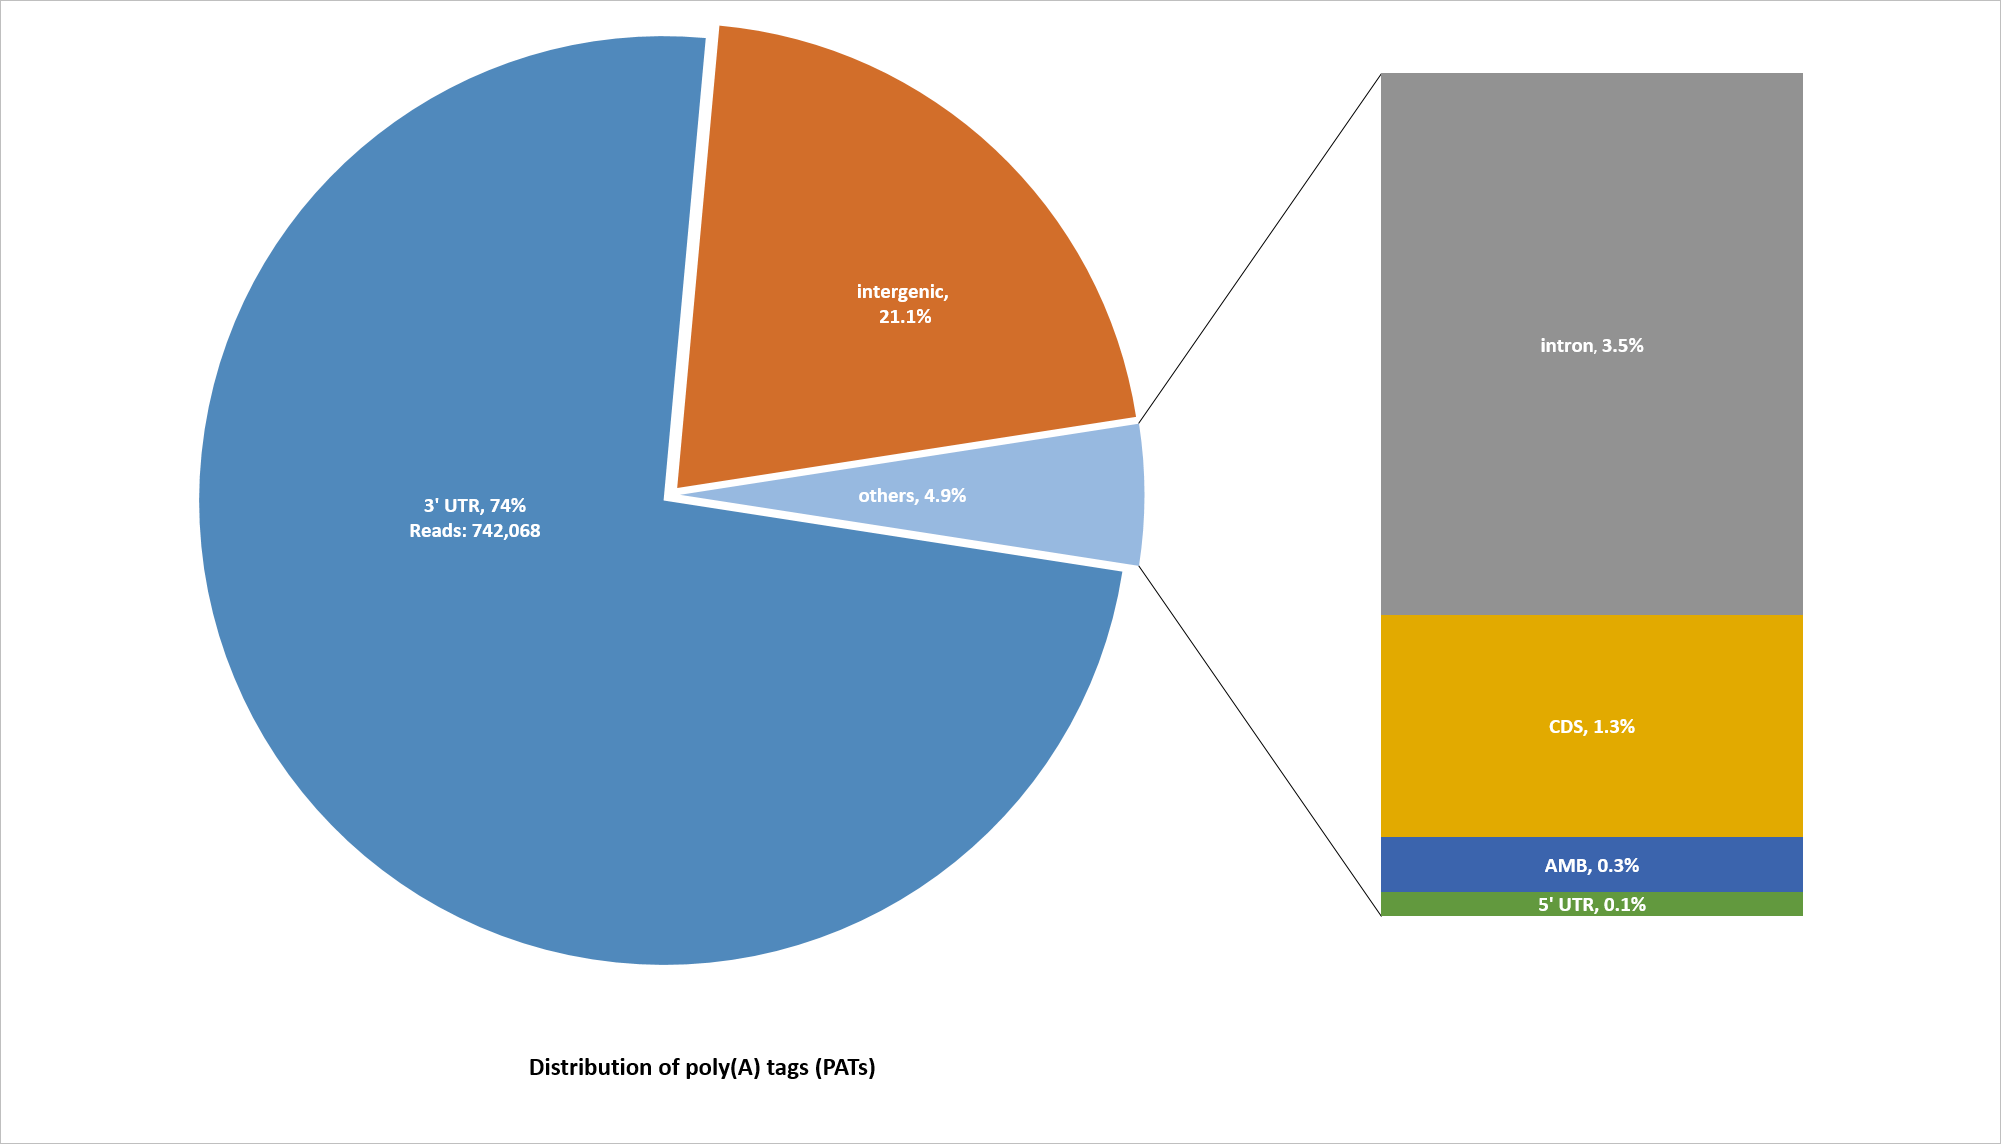 intergenic,
21.1%
others, 4.9%
3' UTR, 74%
Reads: 742,068
intron, 3.5%
CDS, 1.3%
AMB, 0.3%
5' UTR, 0.1%
Distribution of poly(A) tags (PATs)